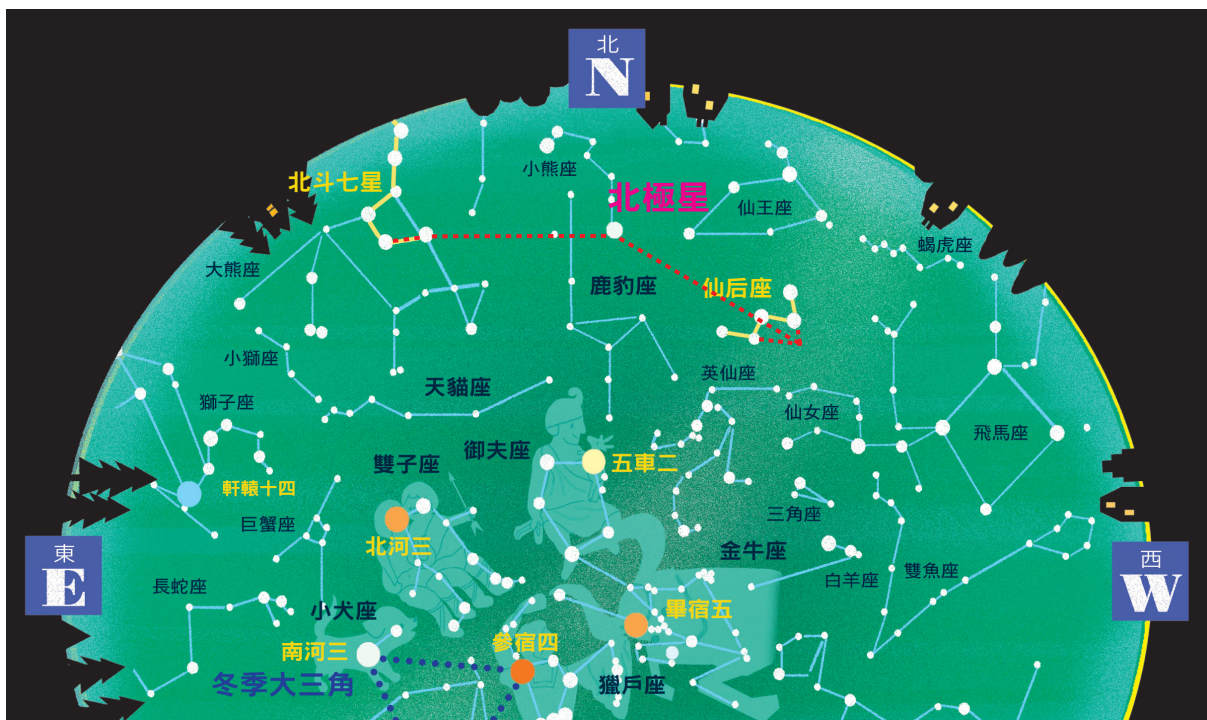 北
N
小熊座
北斗七星
北極星
仙王座
蝎虎座
大熊座
鹿豹座
仙后座
小獅座
天貓座
英仙座
獅子座
仙女座
飛馬座
御夫座
五車二
雙子座
軒轅十四
巨蟹座
三角座
北河三
金牛座
東
E
西
W
長蛇座
白羊座
雙魚座
小犬座
畢宿五
參宿四
南河三
冬季大三角
獵戶座